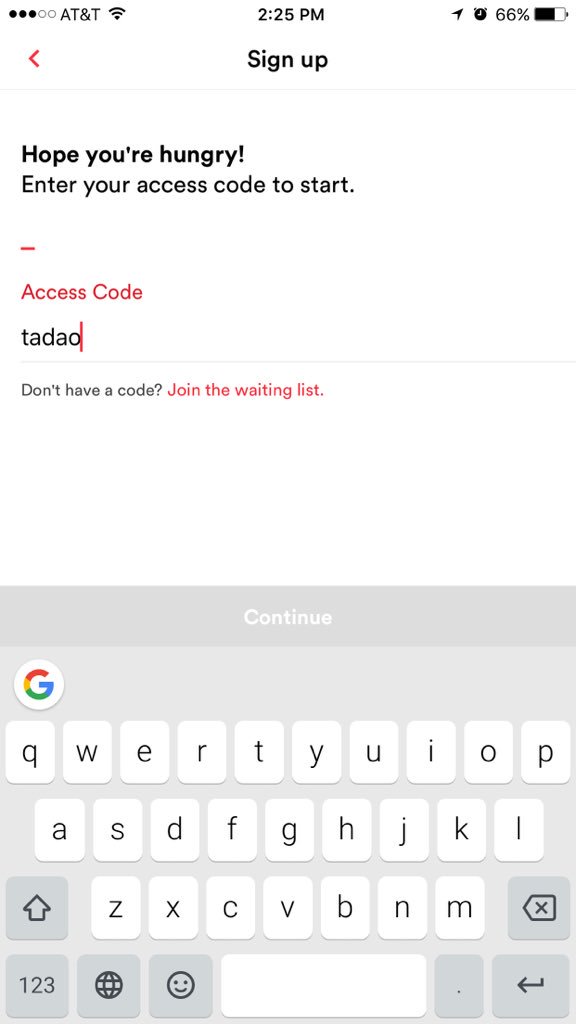 AT&T 2:25 PM 66%
Sign up
Hope you're hungry!
Enter your access code to start.
Access Code
tadao
Don't have a code? Join the waiting list.
Continue
G
q w e r t y u i o p
a s d f g h j k l
z x c v b n m
123 .